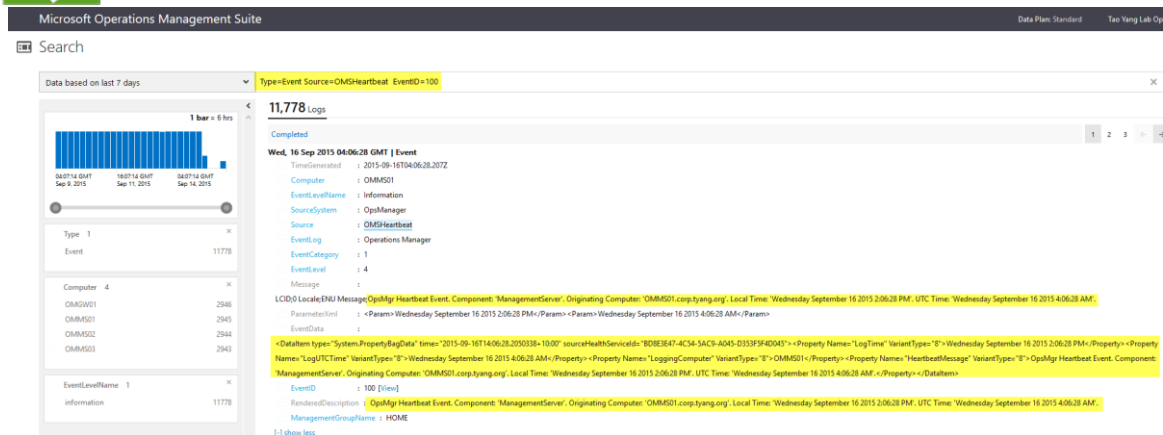 Microsoft Operations Management Suite
Data Plan: Standard Tao Yang Lab Op
Search
Data based on last 7 days
Type=Event Source=OMSHeartbeat EventID=100
11,778 Logs
1 bar = 6 hrs
Completed
1 2 3
Wed, 16 Sep 2015 04:06:28 GMT | Event
TimeGenerated : 2015-09-16T04:06:28.207Z
04:07:14 GMT 16:07:14 GMT 04:07:14 GMT
Sep 9, 2015 Sep 11, 2015 Sep 14, 2015
Computer : OMMS01
EventLevelName : Information
SourceSystem : OpsManager
Source : OMSHeartbeat
EventLog : Operations Manager
EventCategory : 1
EventLevel : 4
Message :
Type 1
Event 11778
Computer 4
OMGW01 2946
OMMS01 2945
OMMS02 2944
OMMS03 2943
EventLevelName 1
information 11778
LCID;0 Locale;ENU Message;OpsMgr Heartbeat Event. Component: 'ManagementServer'. Originating Computer: 'OMMS01.corp.tyang.org'. Local Time: 'Wednesday September 16 2015 2:06:28 PM'. UTC Time: 'Wednesday September 16 2015 4:06:28 AM'.
ParameterXml : <Param>Wednesday September 16 2015 2:06:28 PM</Param><Param>Wednesday September 16 2015 4:06:28 AM</Param>
EventData :
<DataItem type="System.PropertyBagData" time="2015-09-16T14:06:28.2050338+10:00" sourceHealthServiceId="BD8E3E47-4C54-5AC9-A045-D353F5F4D045"><Property Name="LogTime" VariantType="8">Wednesday September 16 2015 2:06:28 PM</Property><Property
Name="LogUTCTime" VariantType="8">Wednesday September 16 2015 4:06:28 AM</Property><Property Name="LoggingComputer" VariantType="8">OMMS01</Property><Property Name="HeartbeatMessage" VariantType="8">OpsMgr Heartbeat Event. Component:
'ManagementServer'. Originating Computer: 'OMMS01.corp.tyang.org'. Local Time: 'Wednesday September 16 2015 2:06:28 PM'. UTC Time: 'Wednesday September 16 2015 4:06:28 AM'.</Property></DataItem>
EventID : 100 [View]
RenderedDescription : OpsMgr Heartbeat Event. Component: 'ManagementServer'. Originating Computer: 'OMMS01.corp.tyang.org'. Local Time: 'Wednesday September 16 2015 2:06:28 PM'. UTC Time: 'Wednesday September 16 2015 4:06:28 AM'.
ManagementGroupName : HOME
[-] show less